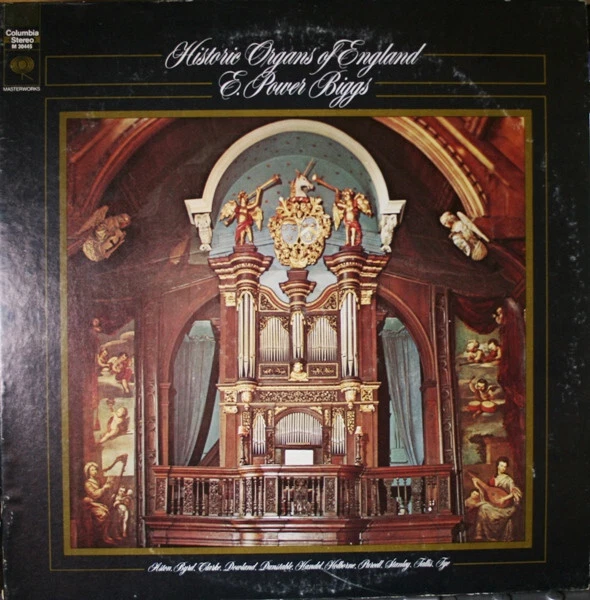 Columbia
Stereo
M 30445
MASTERWORKS
Historic Organs of England
E. Power Biggs
Aston, Byrd, Clarke, Dowland, Dunstable, Handel, Holborne, Purcell, Stanley, Tallis, Tye